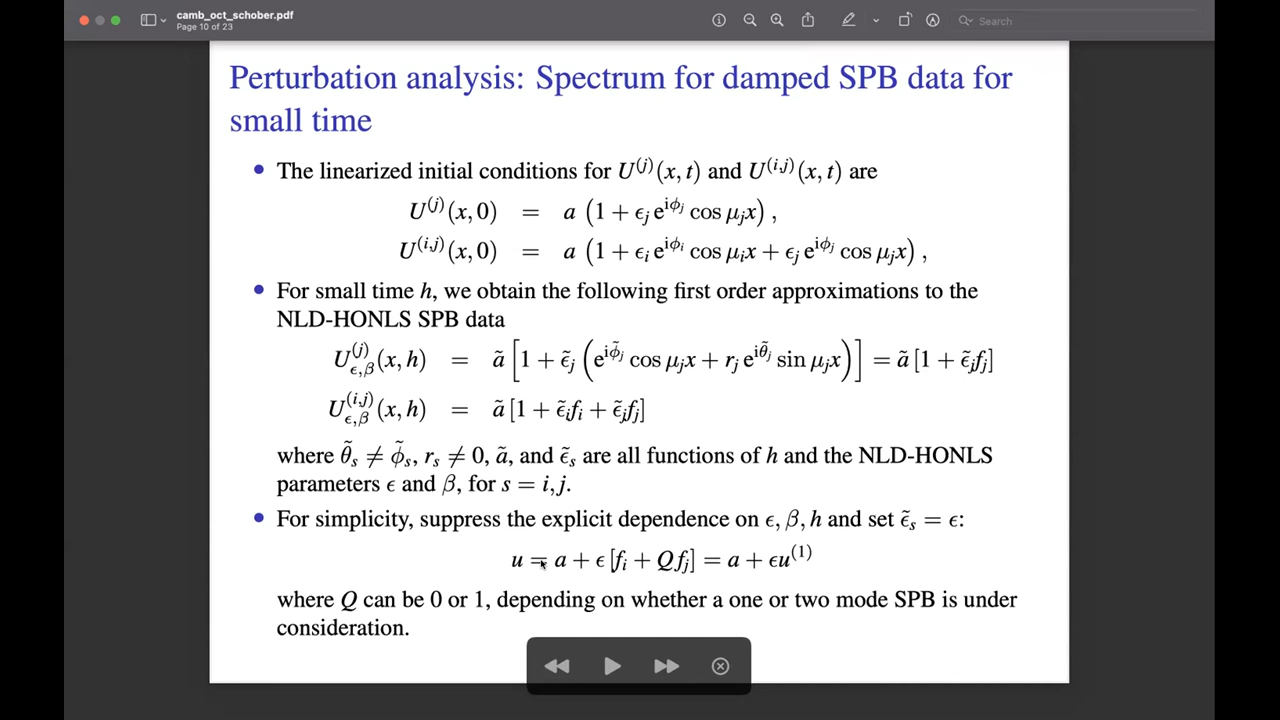 camb_oct_schober.pdf
Page 10 of 23
Search
Perturbation analysis: Spectrum for damped SPB data for
small time
• The linearized initial conditions for U^{(j)}(x, t) and U^{(i,j)}(x, t) are
U^{(j)}(x, 0) = a (1 + ϵ_j e^{iϕ_j} cos μ_j x) ,
U^{(i,j)}(x, 0) = a (1 + ϵ_i e^{iϕ_i} cos μ_i x + ϵ_j e^{iϕ_j} cos μ_j x) ,
• For small time h, we obtain the following first order approximations to the
NLD-HONLS SPB data
U^{(j)}_{ϵ,β}(x, h) = ã [1 + ϵ̃_j (e^{iϕ̃_j} cos μ_j x + r_j e^{iθ̃_j} sin μ_j x)] = ã [1 + ϵ̃_j f_j]
U^{(i,j)}_{ϵ,β}(x, h) = ã [1 + ϵ̃_i f_i + ϵ̃_j f_j]
where θ̃_s ≠ ϕ̃_s, r_s ≠ 0, ã, and ϵ̃_s are all functions of h and the NLD-HONLS
parameters ϵ and β, for s = i, j.
• For simplicity, suppress the explicit dependence on ϵ, β, h and set ϵ̃_s = ϵ:
u = a + ϵ [f_i + Q f_j] = a + ϵu^{(1)}
where Q can be 0 or 1, depending on whether a one or two mode SPB is under
consideration.